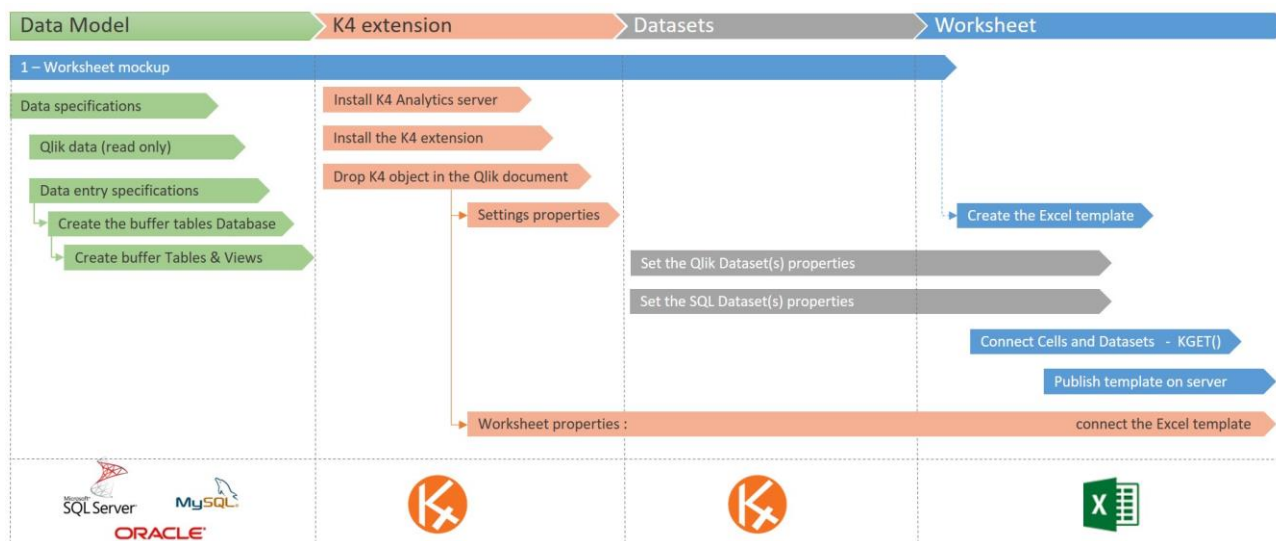 Data Model
K4 extension
Datasets
Worksheet
1 – Worksheet mockup
Data specifications
Install K4 Analytics server
Qlik data (read only)
Install the K4 extension
Data entry specifications
Drop K4 object in the Qlik document
Create the buffer tables Database
Settings properties
Create the Excel template
Create buffer Tables & Views
Set the Qlik Dataset(s) properties
Set the SQL Dataset(s) properties
Connect Cells and Datasets - KGET()
Publish template on server
Worksheet properties : connect the Excel template
Microsoft
SQL Server
MySQL
ORACLE
K4
K4
X